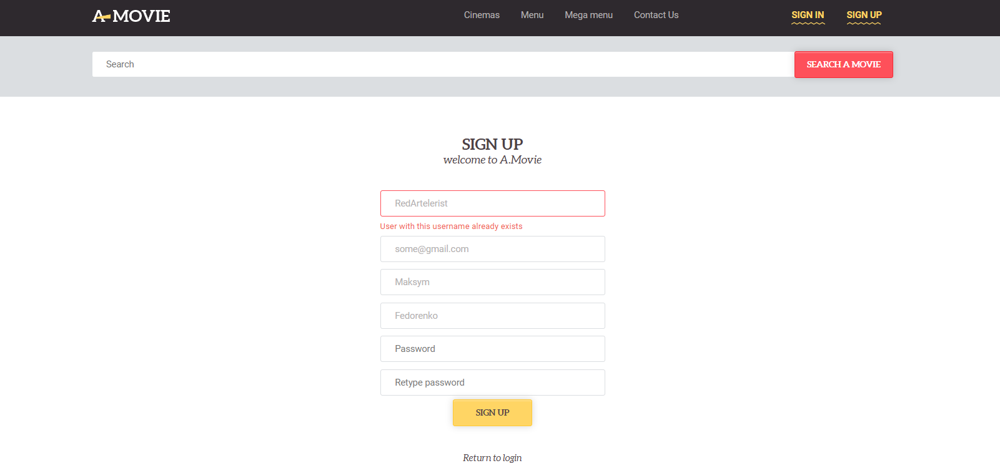 A-MOVIE Cinemas Menu Mega menu Contact Us SIGN IN SIGN UP
Search SEARCH A MOVIE
SIGN UP
welcome to A.Movie
RedArtelerist
User with this username already exists
some@gmail.com
Maksym
Fedorenko
Password
Retype password
SIGN UP
Return to login